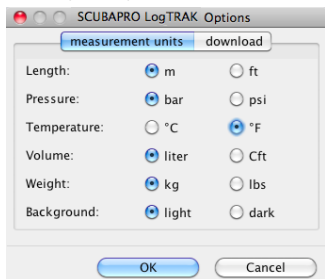 SCUBAPRO LogTRAK Options
measurement units download
Length: m ft
Pressure: bar psi
Temperature: °C °F
Volume: liter Cft
Weight: kg lbs
Background: light dark
OK Cancel